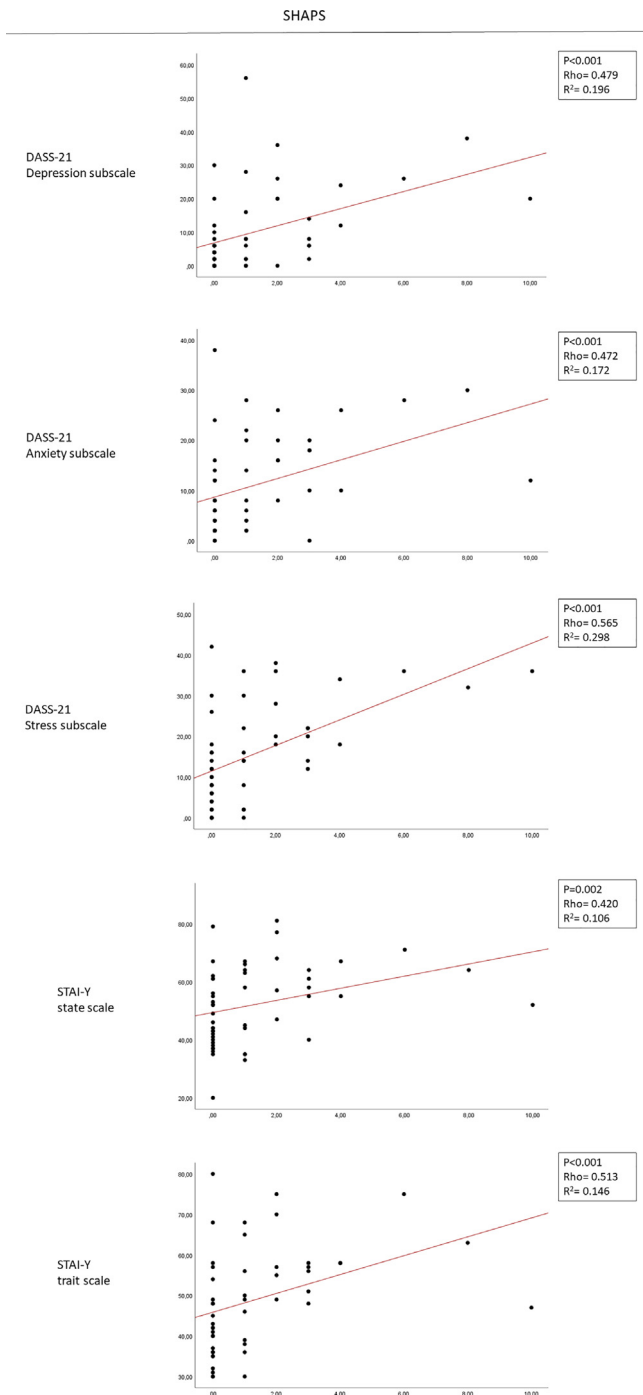 SHAPS
DASS-21
Depression subscale
60,00
50,00
40,00
30,00
20,00
10,00
,00
,00 2,00 4,00 6,00 8,00 10,00
P<0.001
Rho= 0.479
R²= 0.196
DASS-21
Anxiety subscale
40,00
30,00
20,00
10,00
,00
,00 2,00 4,00 6,00 8,00 10,00
P<0.001
Rho= 0.472
R²= 0.172
DASS-21
Stress subscale
50,00
40,00
30,00
20,00
10,00
,00
,00 2,00 4,00 6,00 8,00 10,00
P<0.001
Rho= 0.565
R²= 0.298
STAI-Y
state scale
80,00
60,00
40,00
20,00
,00 2,00 4,00 6,00 8,00 10,00
P=0.002
Rho= 0.420
R²= 0.106
STAI-Y
trait scale
80,00
70,00
60,00
50,00
40,00
30,00
,00 2,00 4,00 6,00 8,00 10,00
P<0.001
Rho= 0.513
R²= 0.146